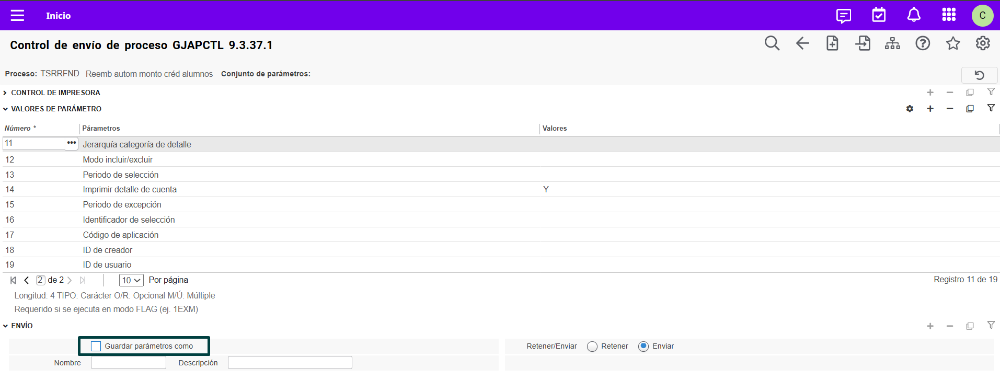 Inicio
C
Control de envío de proceso GJAPCTL 9.3.37.1
Proceso: TSRRFND Reemb autom monto créd alumnos Conjunto de parámetros:
CONTROL DE IMPRESORA
VALORES DE PARÁMETRO
Número * Párametros Valores
11 ••• Jerarquía categoría de detalle
12 Modo incluir/excluir
13 Periodo de selección
14 Imprimir detalle de cuenta Y
15 Periodo de excepción
16 Identificador de selección
17 Código de aplicación
18 ID de creador
19 ID de usuario
2 de 2 10 Por página Registro 11 de 19
Longitud: 4 TIPO: Carácter O/R: Opcional M/Ú: Múltiple
Requerido si se ejecuta en modo FLAG (ej. 1EXM)
ENVÍO
Guardar parámetros como Retener/Enviar Retener Enviar
Nombre Descripción